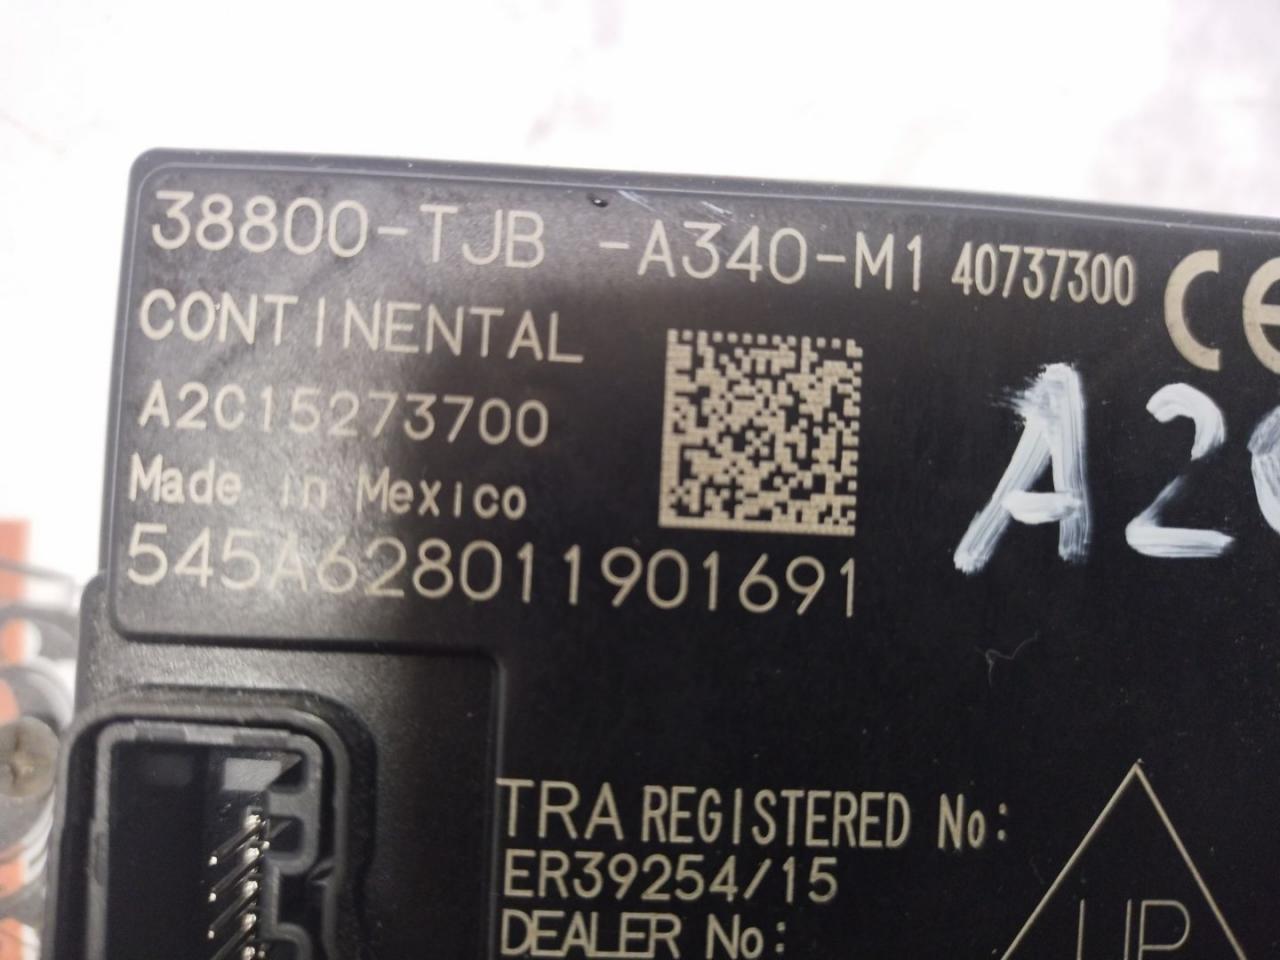 38800-TJB -A340-M1 40737300 CE
CONTINENTAL
A2C15273700
Made in Mexico
545A628011901691
A2
TRA REGISTERED No:
ER39254/15
DEALER No:
UP